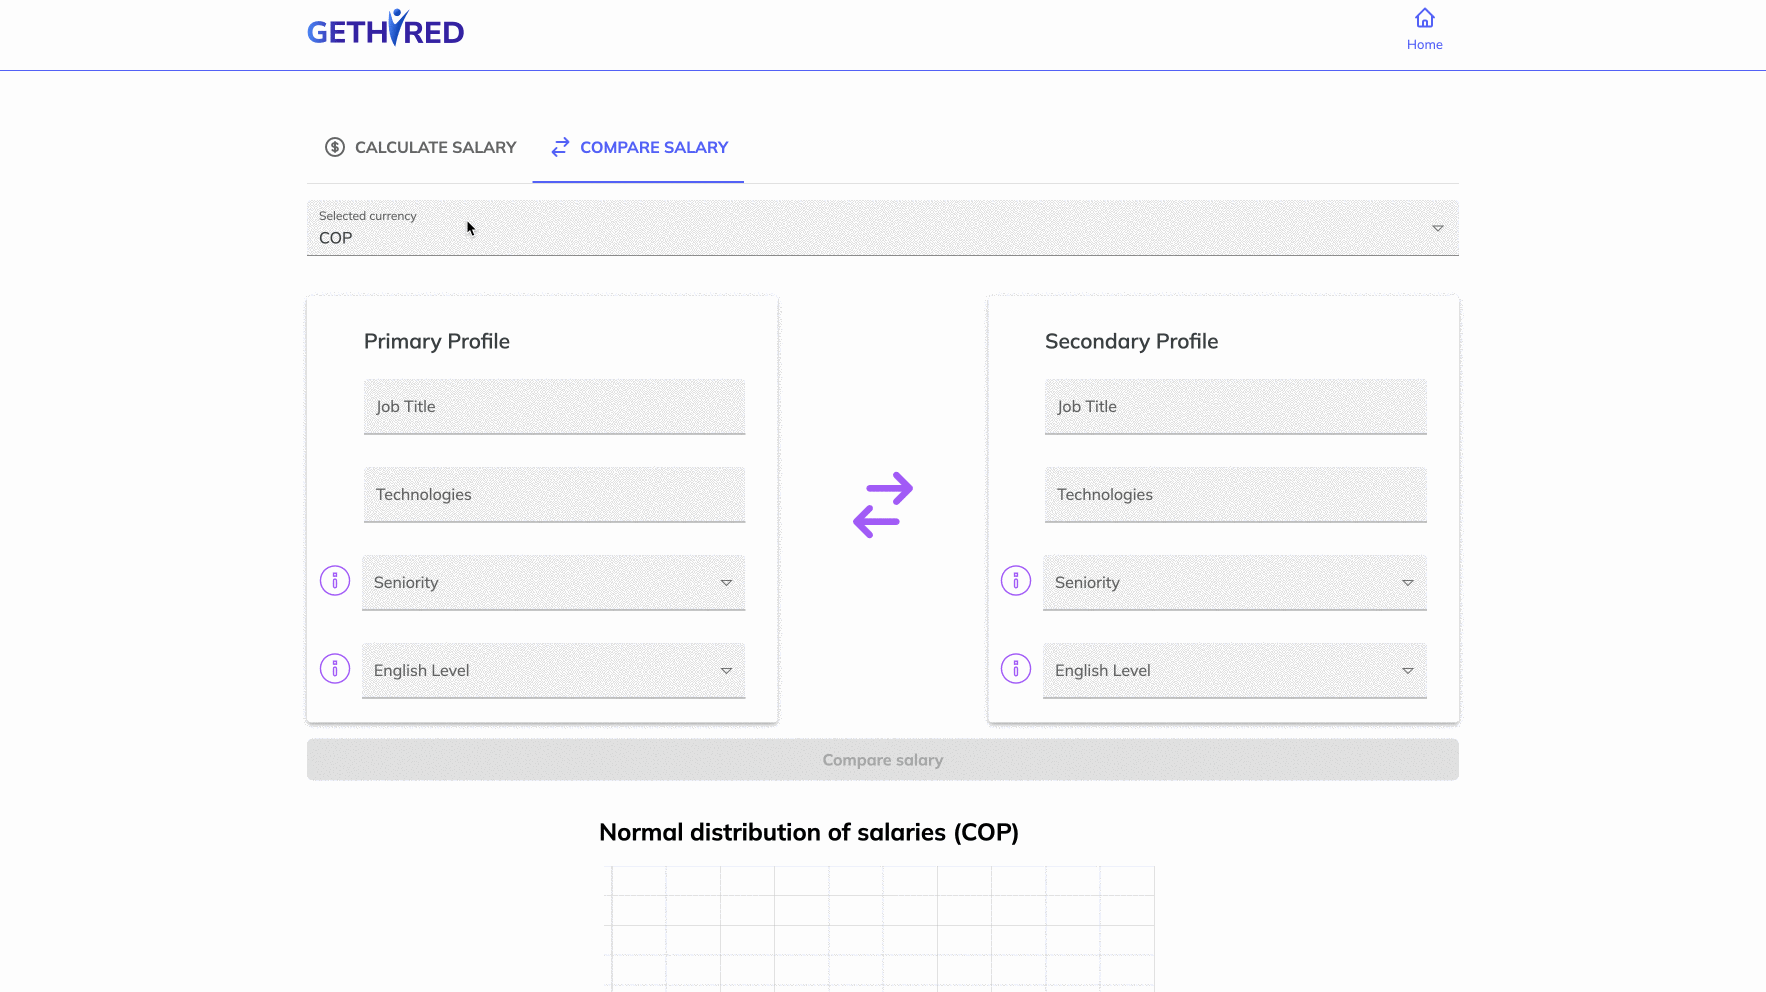 GETHIRED
Home
CALCULATE SALARY
COMPARE SALARY
Selected currency
COP
Primary Profile
Job Title
Technologies
Seniority
English Level
Secondary Profile
Job Title
Technologies
Seniority
English Level
Compare salary
Normal distribution of salaries (COP)